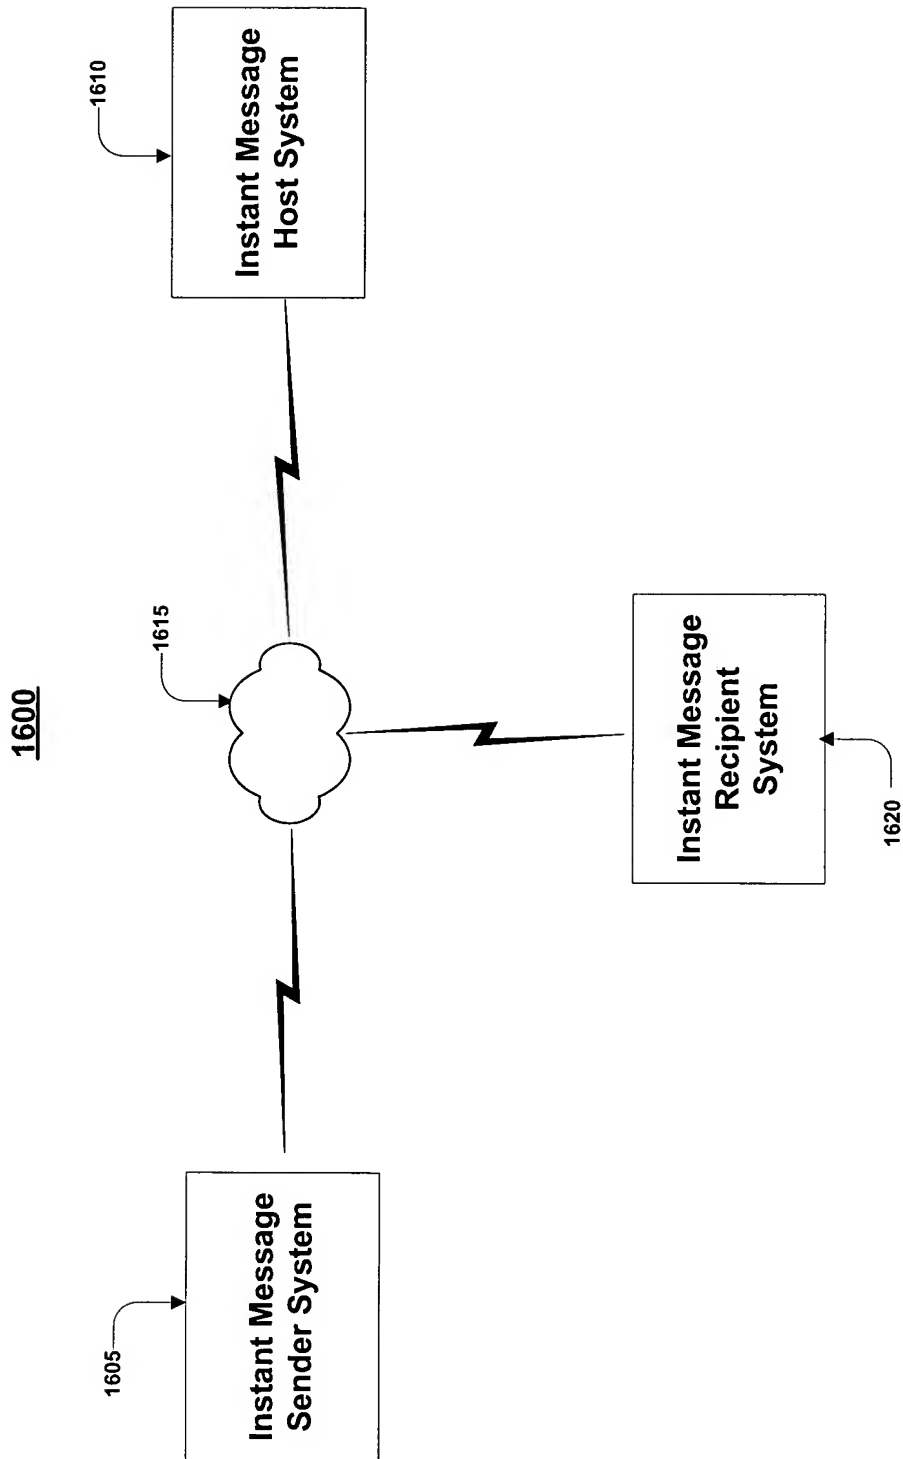 1600
1605
Instant Message
Sender System
1615
1610
Instant Message
Host System
Instant Message
Recipient
System
1620